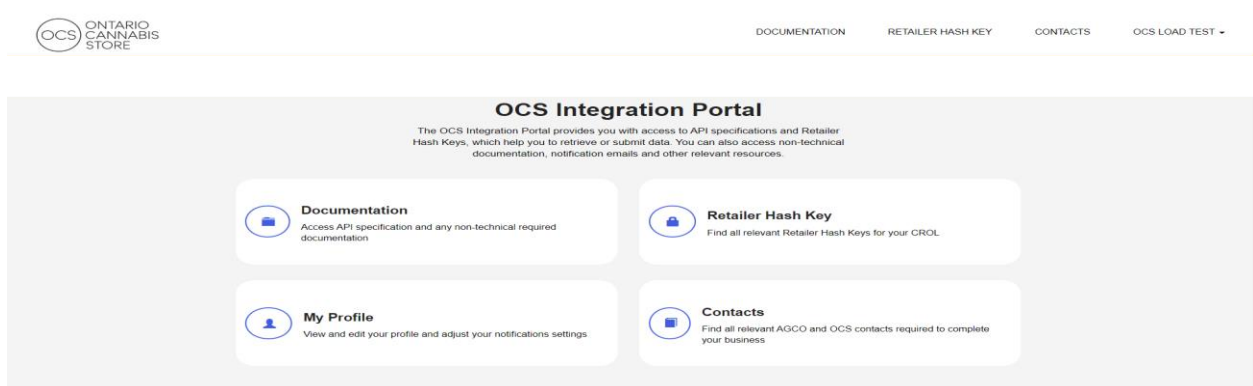 OCS ONTARIO
CANNABIS
STORE
DOCUMENTATION RETAILER HASH KEY CONTACTS OCS LOAD TEST
OCS Integration Portal
The OCS Integration Portal provides you with access to API specifications and Retailer
Hash Keys, which help you to retrieve or submit data. You can also access non-technical
documentation, notification emails and other relevant resources.
Documentation
Access API specification and any non-technical required
documentation
Retailer Hash Key
Find all relevant Retailer Hash Keys for your CROL
My Profile
View and edit your profile and adjust your notifications settings
Contacts
Find all relevant AGCO and OCS contacts required to complete
your business